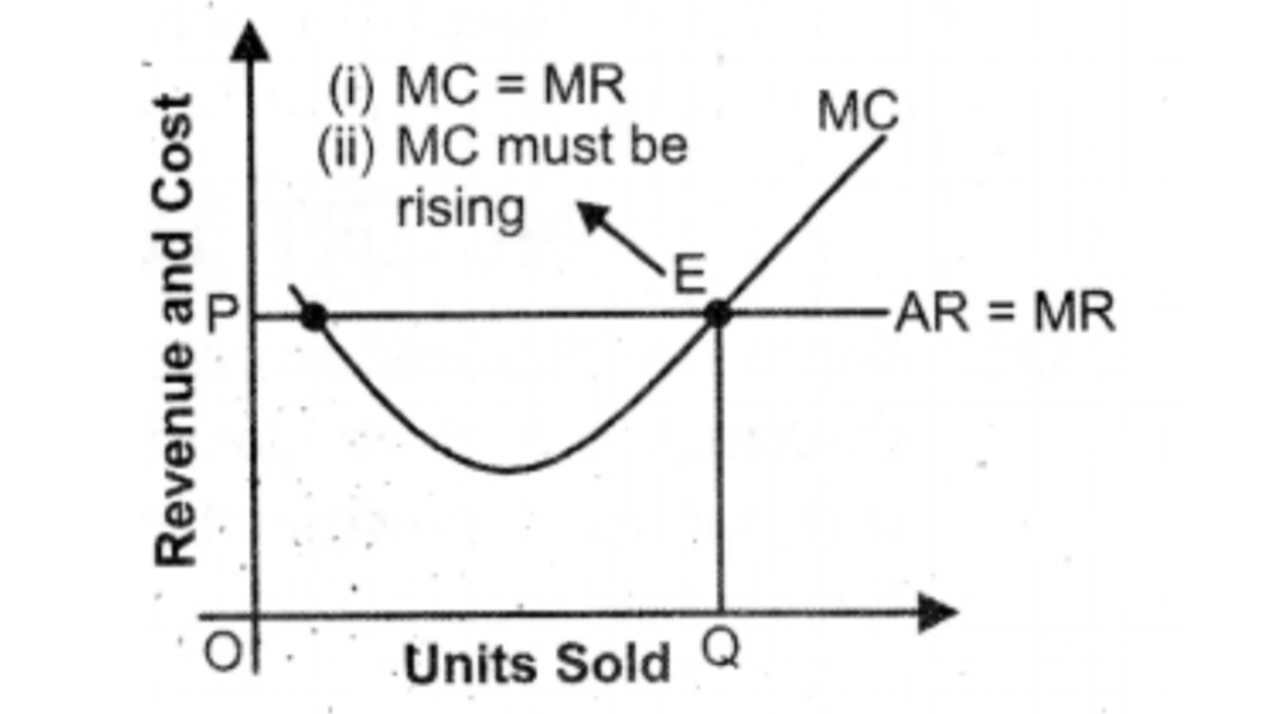 (i) MC = MR
(ii) MC must be
rising
MC
E
P
AR = MR
Revenue and Cost
O
Units Sold
Q